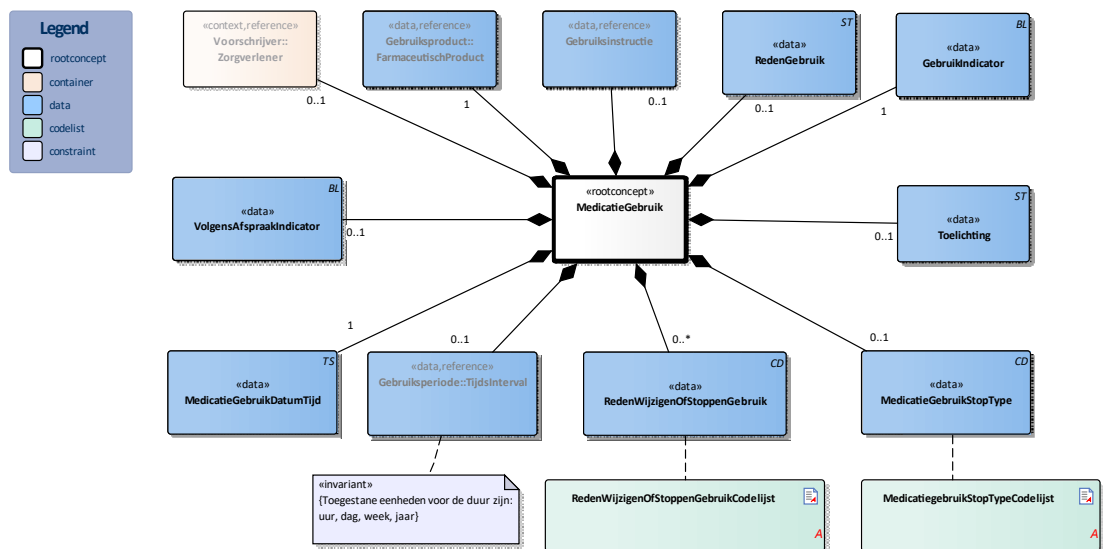 Legend
rootconcept
container
data
codelist
constraint
«context,reference»
Voorschrijver::
Zorgverlener
0..1
«data,reference»
Gebruiksproduct::
FarmaceutischProduct
1
«data,reference»
Gebruiksinstructie
0..1
ST
«data»
RedenGebruik
0..1
BL
«data»
GebruikIndicator
1
BL
«data»
VolgensAfspraakIndicator
0..1
«rootconcept»
MedicatieGebruik
ST
«data»
Toelichting
0..1
1
TS
«data»
MedicatieGebruikDatumTijd
0..1
«data,reference»
Gebruiksperiode::TijdsInterval
0..*
CD
«data»
RedenWijzigenOfStoppenGebruik
0..1
CD
«data»
MedicatieGebruikStopType
«invariant»
{Toegestane eenheden voor de duur zijn:
uur, dag, week, jaar}
RedenWijzigenOfStoppenGebruikCodelijst
A
MedicatiegebruikStopTypeCodelijst
A